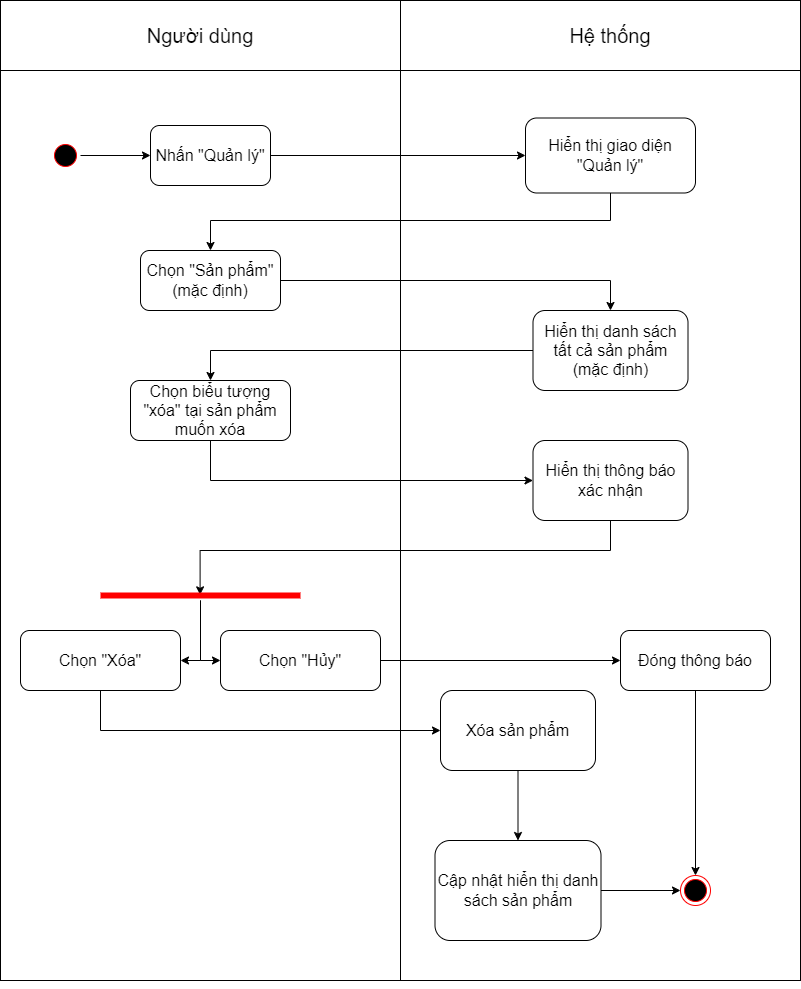 Người dùng
Hệ thống
Nhấn "Quản lý"
Hiển thị giao diện
"Quản lý"
Chọn "Sản phẩm"
(mặc định)
Hiển thị danh sách
tất cả sản phẩm
(mặc định)
Chọn biểu tượng
"xóa" tại sản phẩm
muốn xóa
Hiển thị thông báo
xác nhận
Chọn "Xóa"
Chọn "Hủy"
Đóng thông báo
Xóa sản phẩm
Cập nhật hiển thị danh
sách sản phẩm